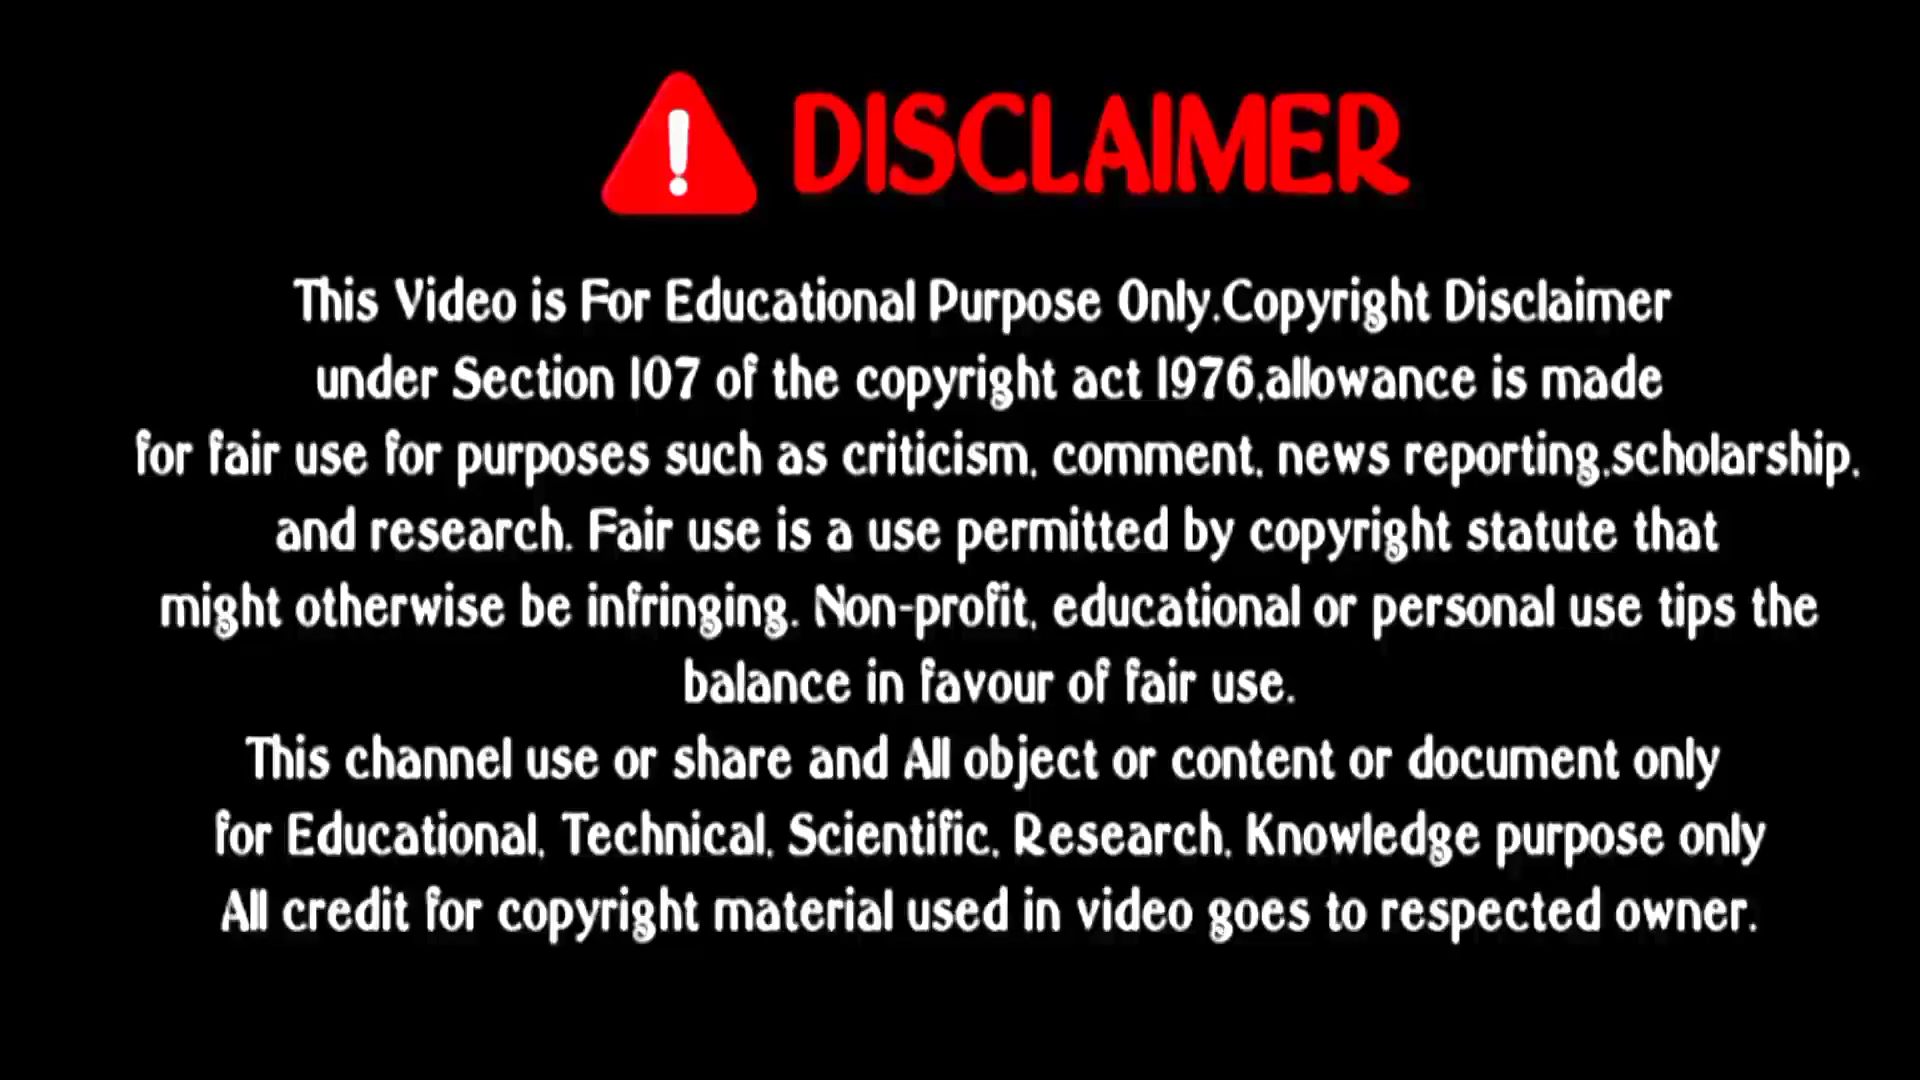 DISCLAIMER
This Video is For Educational Purpose Only.Copyright Disclaimer
under Section 107 of the copyright act 1976,allowance is made
for fair use for purposes such as criticism, comment, news reporting,scholarship,
and research. Fair use is a use permitted by copyright statute that
might otherwise be infringing. Non-profit, educational or personal use tips the
balance in favour of fair use.
This channel use or share and All object or content or document only
for Educational, Technical, Scientific, Research, Knowledge purpose only
All credit for copyright material used in video goes to respected owner.